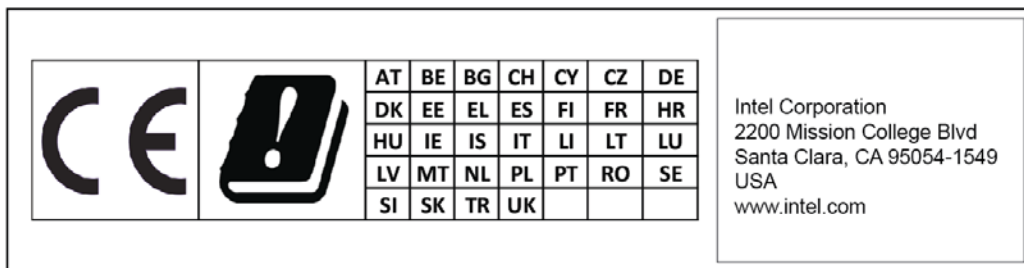 CE
!
AT BE BG CH CY CZ DE
DK EE EL ES FI FR HR
HU IE IS IT LI LT LU
LV MT NL PL PT RO SE
SI SK TR UK
Intel Corporation
2200 Mission College Blvd
Santa Clara, CA 95054-1549
USA
www.intel.com